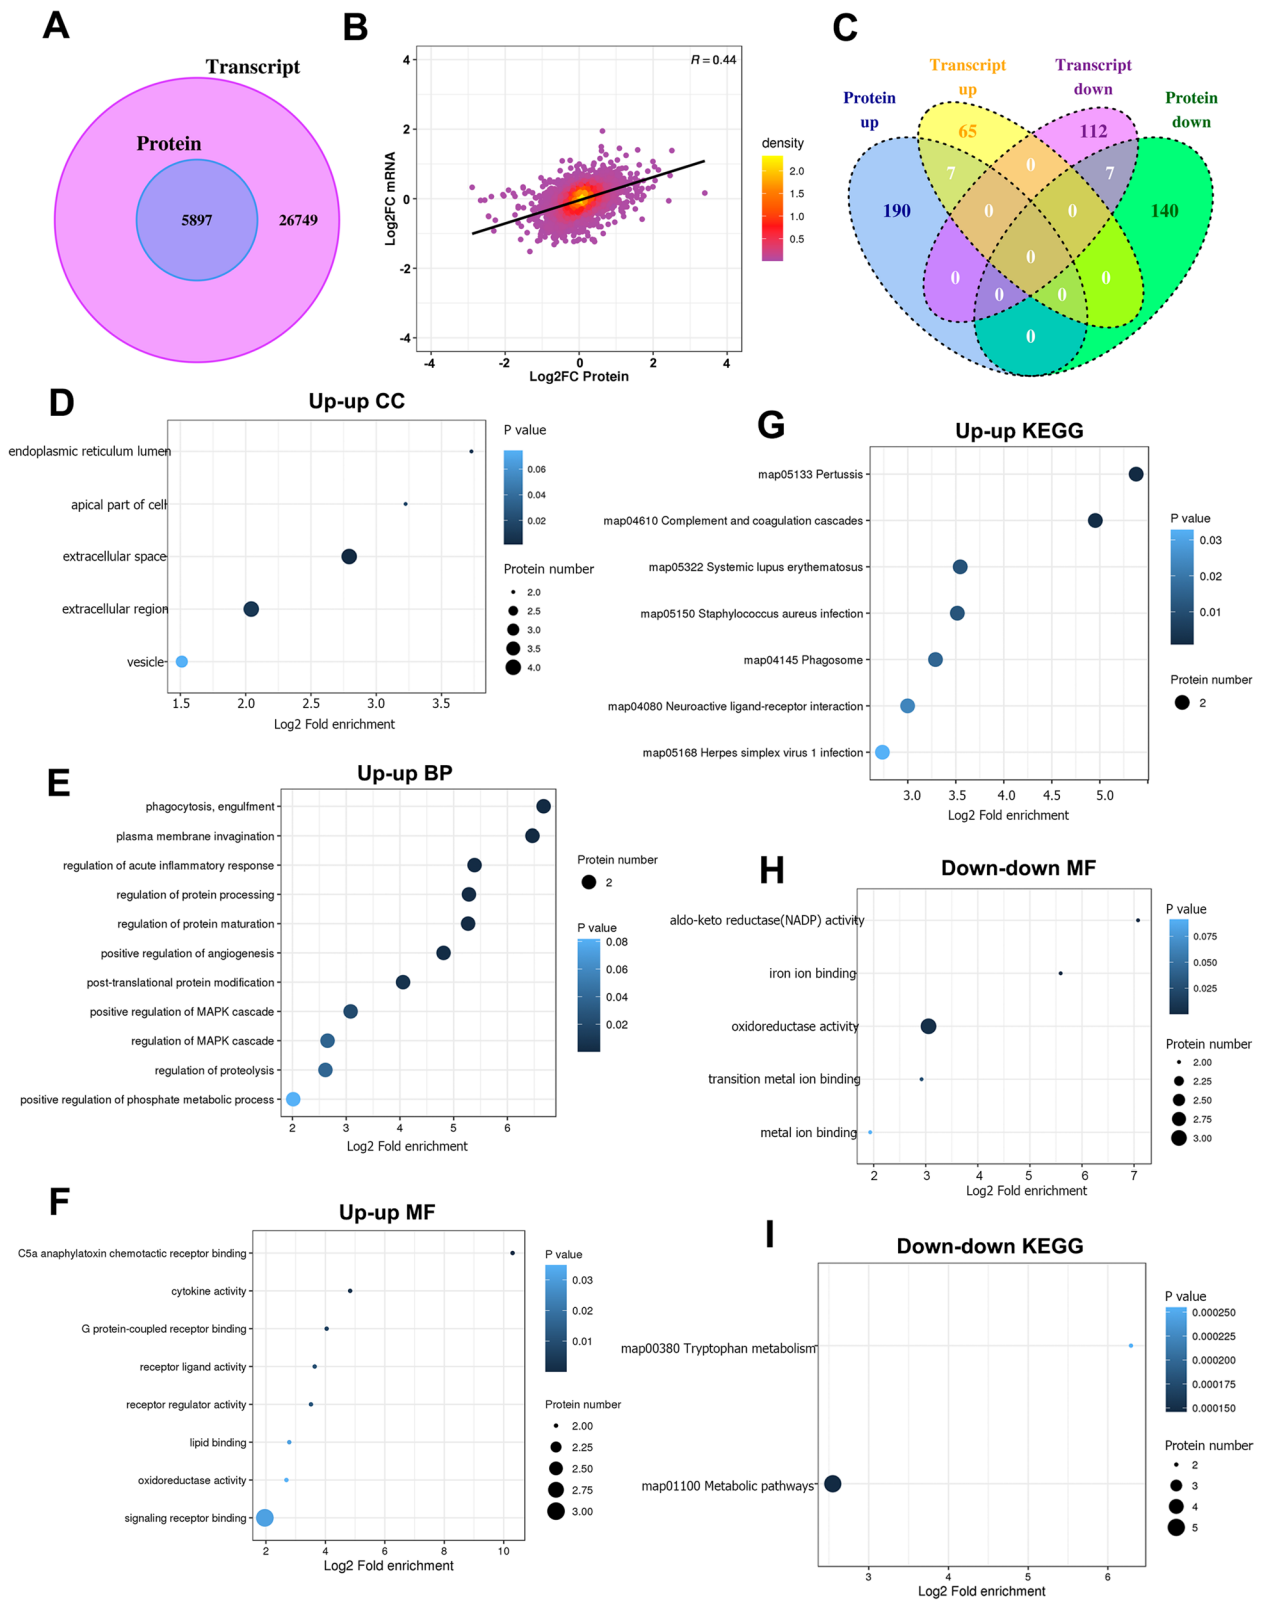 A
Transcript
Protein
5897
26749
B
R = 0.44
Log2FC mRNA
4
2
0
-2
-4
-4
-2
0
2
4
Log2FC Protein
density
2.0
1.5
1.0
0.5
C
Transcript
up
Transcript
down
Protein
up
Protein
down
65
112
0
7
7
190
0
0
140
0
0
0
0
0
0
D
Up-up CC
endoplasmic reticulum lumen
apical part of cell
extracellular space
extracellular region
vesicle
1.5
2.0
2.5
3.0
3.5
Log2 Fold enrichment
P value
0.06
0.04
0.02
Protein number
2.0
2.5
3.0
3.5
4.0
G
Up-up KEGG
map05133 Pertussis
map04610 Complement and coagulation cascades
map05322 Systemic lupus erythematosus
map05150 Staphylococcus aureus infection
map04145 Phagosome
map04080 Neuroactive ligand-receptor interaction
map05168 Herpes simplex virus 1 infection
3.0
3.5
4.0
4.5
5.0
Log2 Fold enrichment
P value
0.03
0.02
0.01
Protein number
2
E
Up-up BP
phagocytosis, engulfment
plasma membrane invagination
regulation of acute inflammatory response
regulation of protein processing
regulation of protein maturation
positive regulation of angiogenesis
post-translational protein modification
positive regulation of MAPK cascade
regulation of MAPK cascade
regulation of proteolysis
positive regulation of phosphate metabolic process
2
3
4
5
6
Log2 Fold enrichment
Protein number
2
P value
0.08
0.06
0.04
0.02
H
Down-down MF
aldo-keto reductase(NADP) activity
iron ion binding
oxidoreductase activity
transition metal ion binding
metal ion binding
2
3
4
5
6
7
Log2 Fold enrichment
P value
0.075
0.050
0.025
Protein number
2.00
2.25
2.50
2.75
3.00
F
Up-up MF
C5a anaphylatoxin chemotactic receptor binding
cytokine activity
G protein-coupled receptor binding
receptor ligand activity
receptor regulator activity
lipid binding
oxidoreductase activity
signaling receptor binding
2
4
6
8
10
Log2 Fold enrichment
P value
0.03
0.02
0.01
Protein number
2.00
2.25
2.50
2.75
3.00
I
Down-down KEGG
map00380 Tryptophan metabolism
map01100 Metabolic pathways
3
4
5
6
Log2 Fold enrichment
P value
0.000250
0.000225
0.000200
0.000175
0.000150
Protein number
2
3
4
5